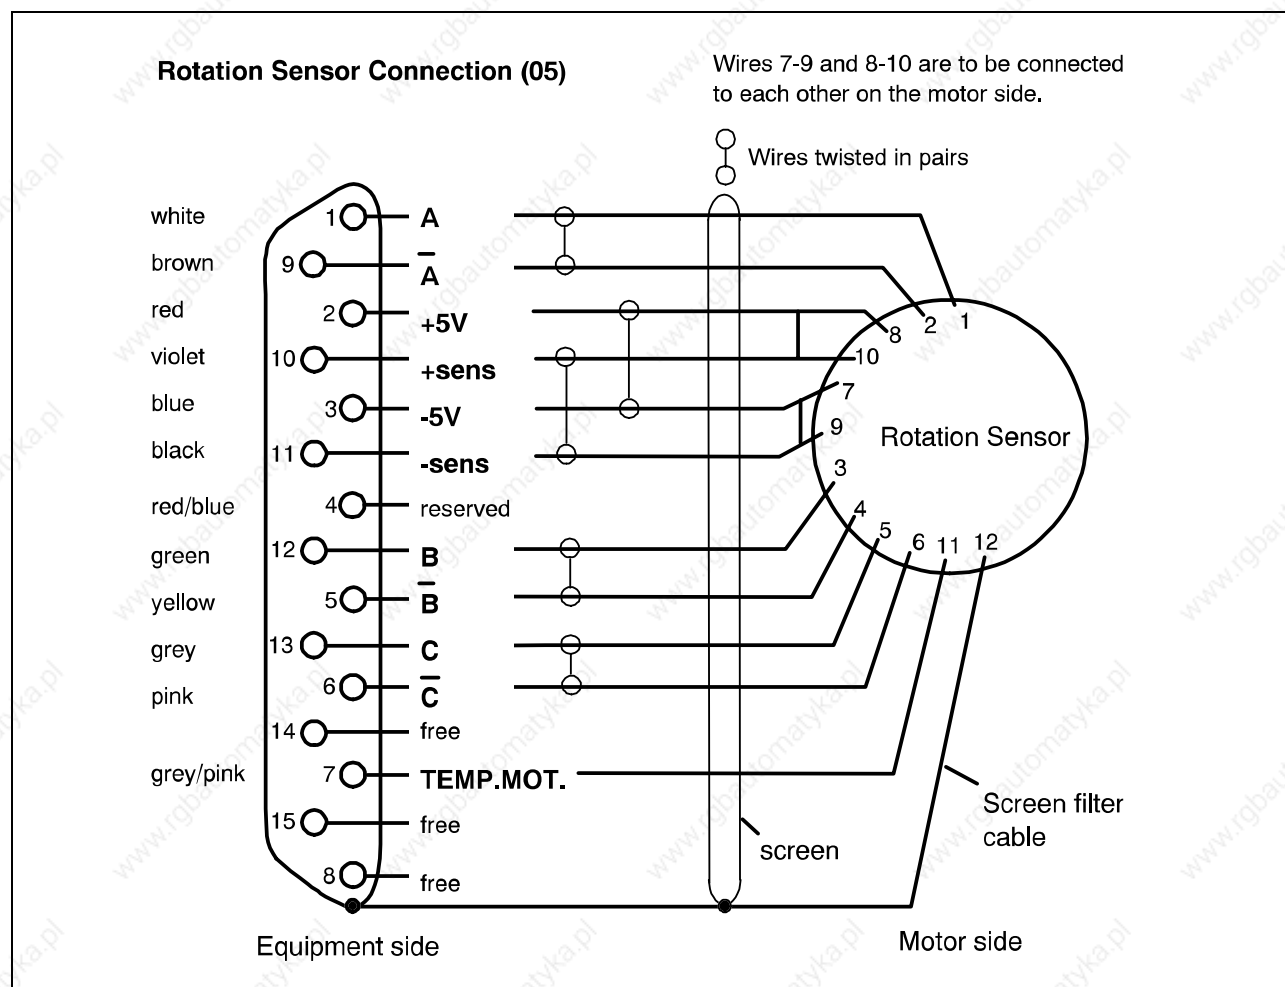 Rotation Sensor Connection (05)
Wires 7-9 and 8-10 are to be connected
to each other on the motor side.
Wires twisted in pairs
white 1 A
brown 9 A̅
red 2 +5V
violet 10 +sens
blue 3 -5V
black 11 -sens
red/blue 4 reserved
green 12 B
yellow 5 B̅
grey 13 C
pink 6 C̅
14 free
grey/pink 7 TEMP.MOT.
15 free
8 free
1
2
8
10
7
9
Rotation Sensor
3
4
5
6
11
12
Screen filter
cable
screen
Equipment side
Motor side
www.rgbautomatyka.pl